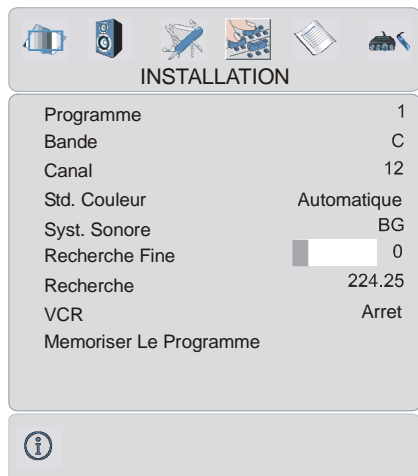 INSTALLATION
Programme 1
Bande C
Canal 12
Std. Couleur Automatique
Syst. Sonore BG
Recherche Fine 0
Recherche 224.25
VCR Arret
Memoriser Le Programme